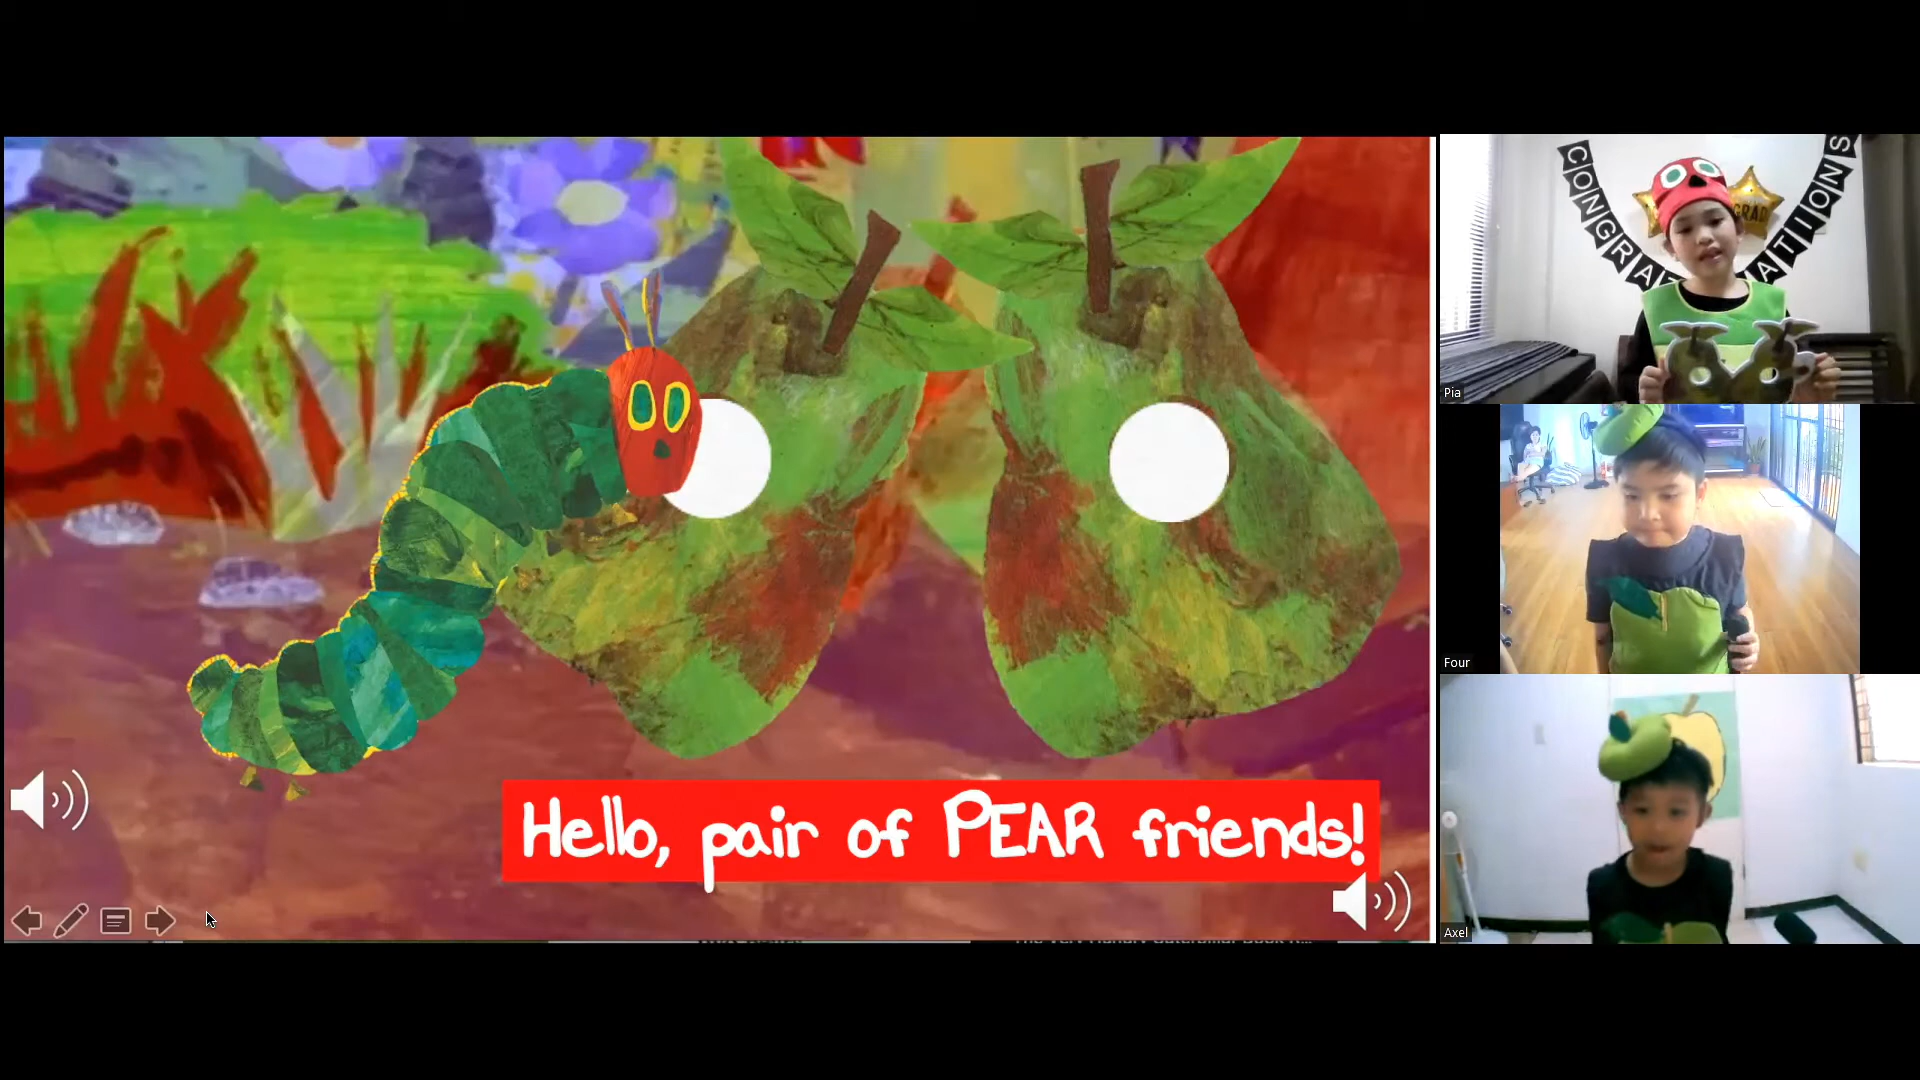 Hello, pair of PEAR friends!
CONGRATULATIONS
GRAD
Pia
Four
Axel